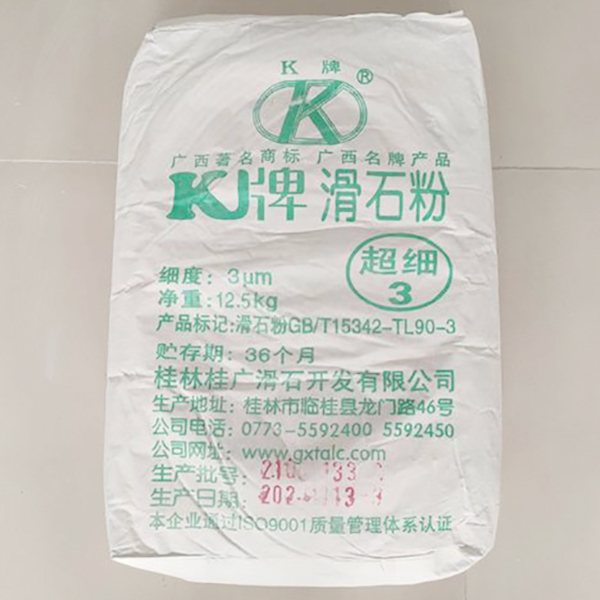 K 牌
K ®
广西著名商标 广西名牌产品
K牌 滑石粉
超细
3
细度：3μm
净重：12.5kg
产品标记：滑石粉GB/T15342-TL90-3
贮存期：36个月
桂林桂广滑石开发有限公司
生产地址：桂林市临桂县龙门路46号
公司电话：0773-5592400 5592450
公司网址：www.gxtalc.com
生产批号：
生产日期：
本企业通过ISO9001质量管理体系认证